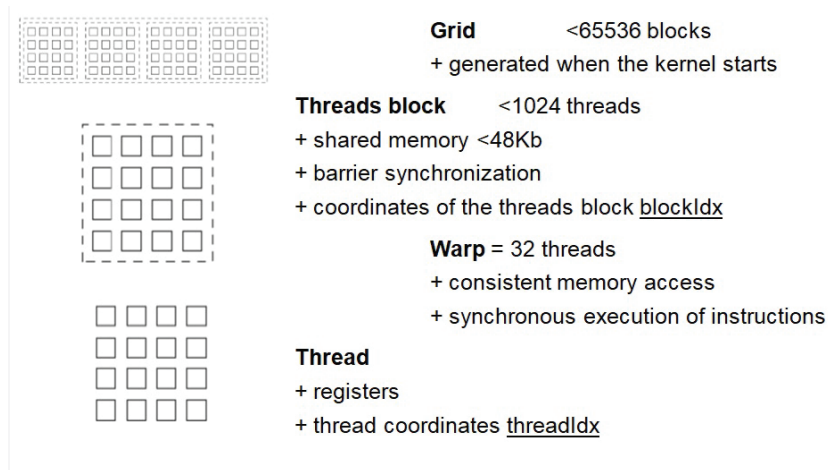 Grid <65536 blocks
+ generated when the kernel starts
Threads block <1024 threads
+ shared memory <48Kb
+ barrier synchronization
+ coordinates of the threads block blockIdx
Warp = 32 threads
+ consistent memory access
+ synchronous execution of instructions
Thread
+ registers
+ thread coordinates threadIdx